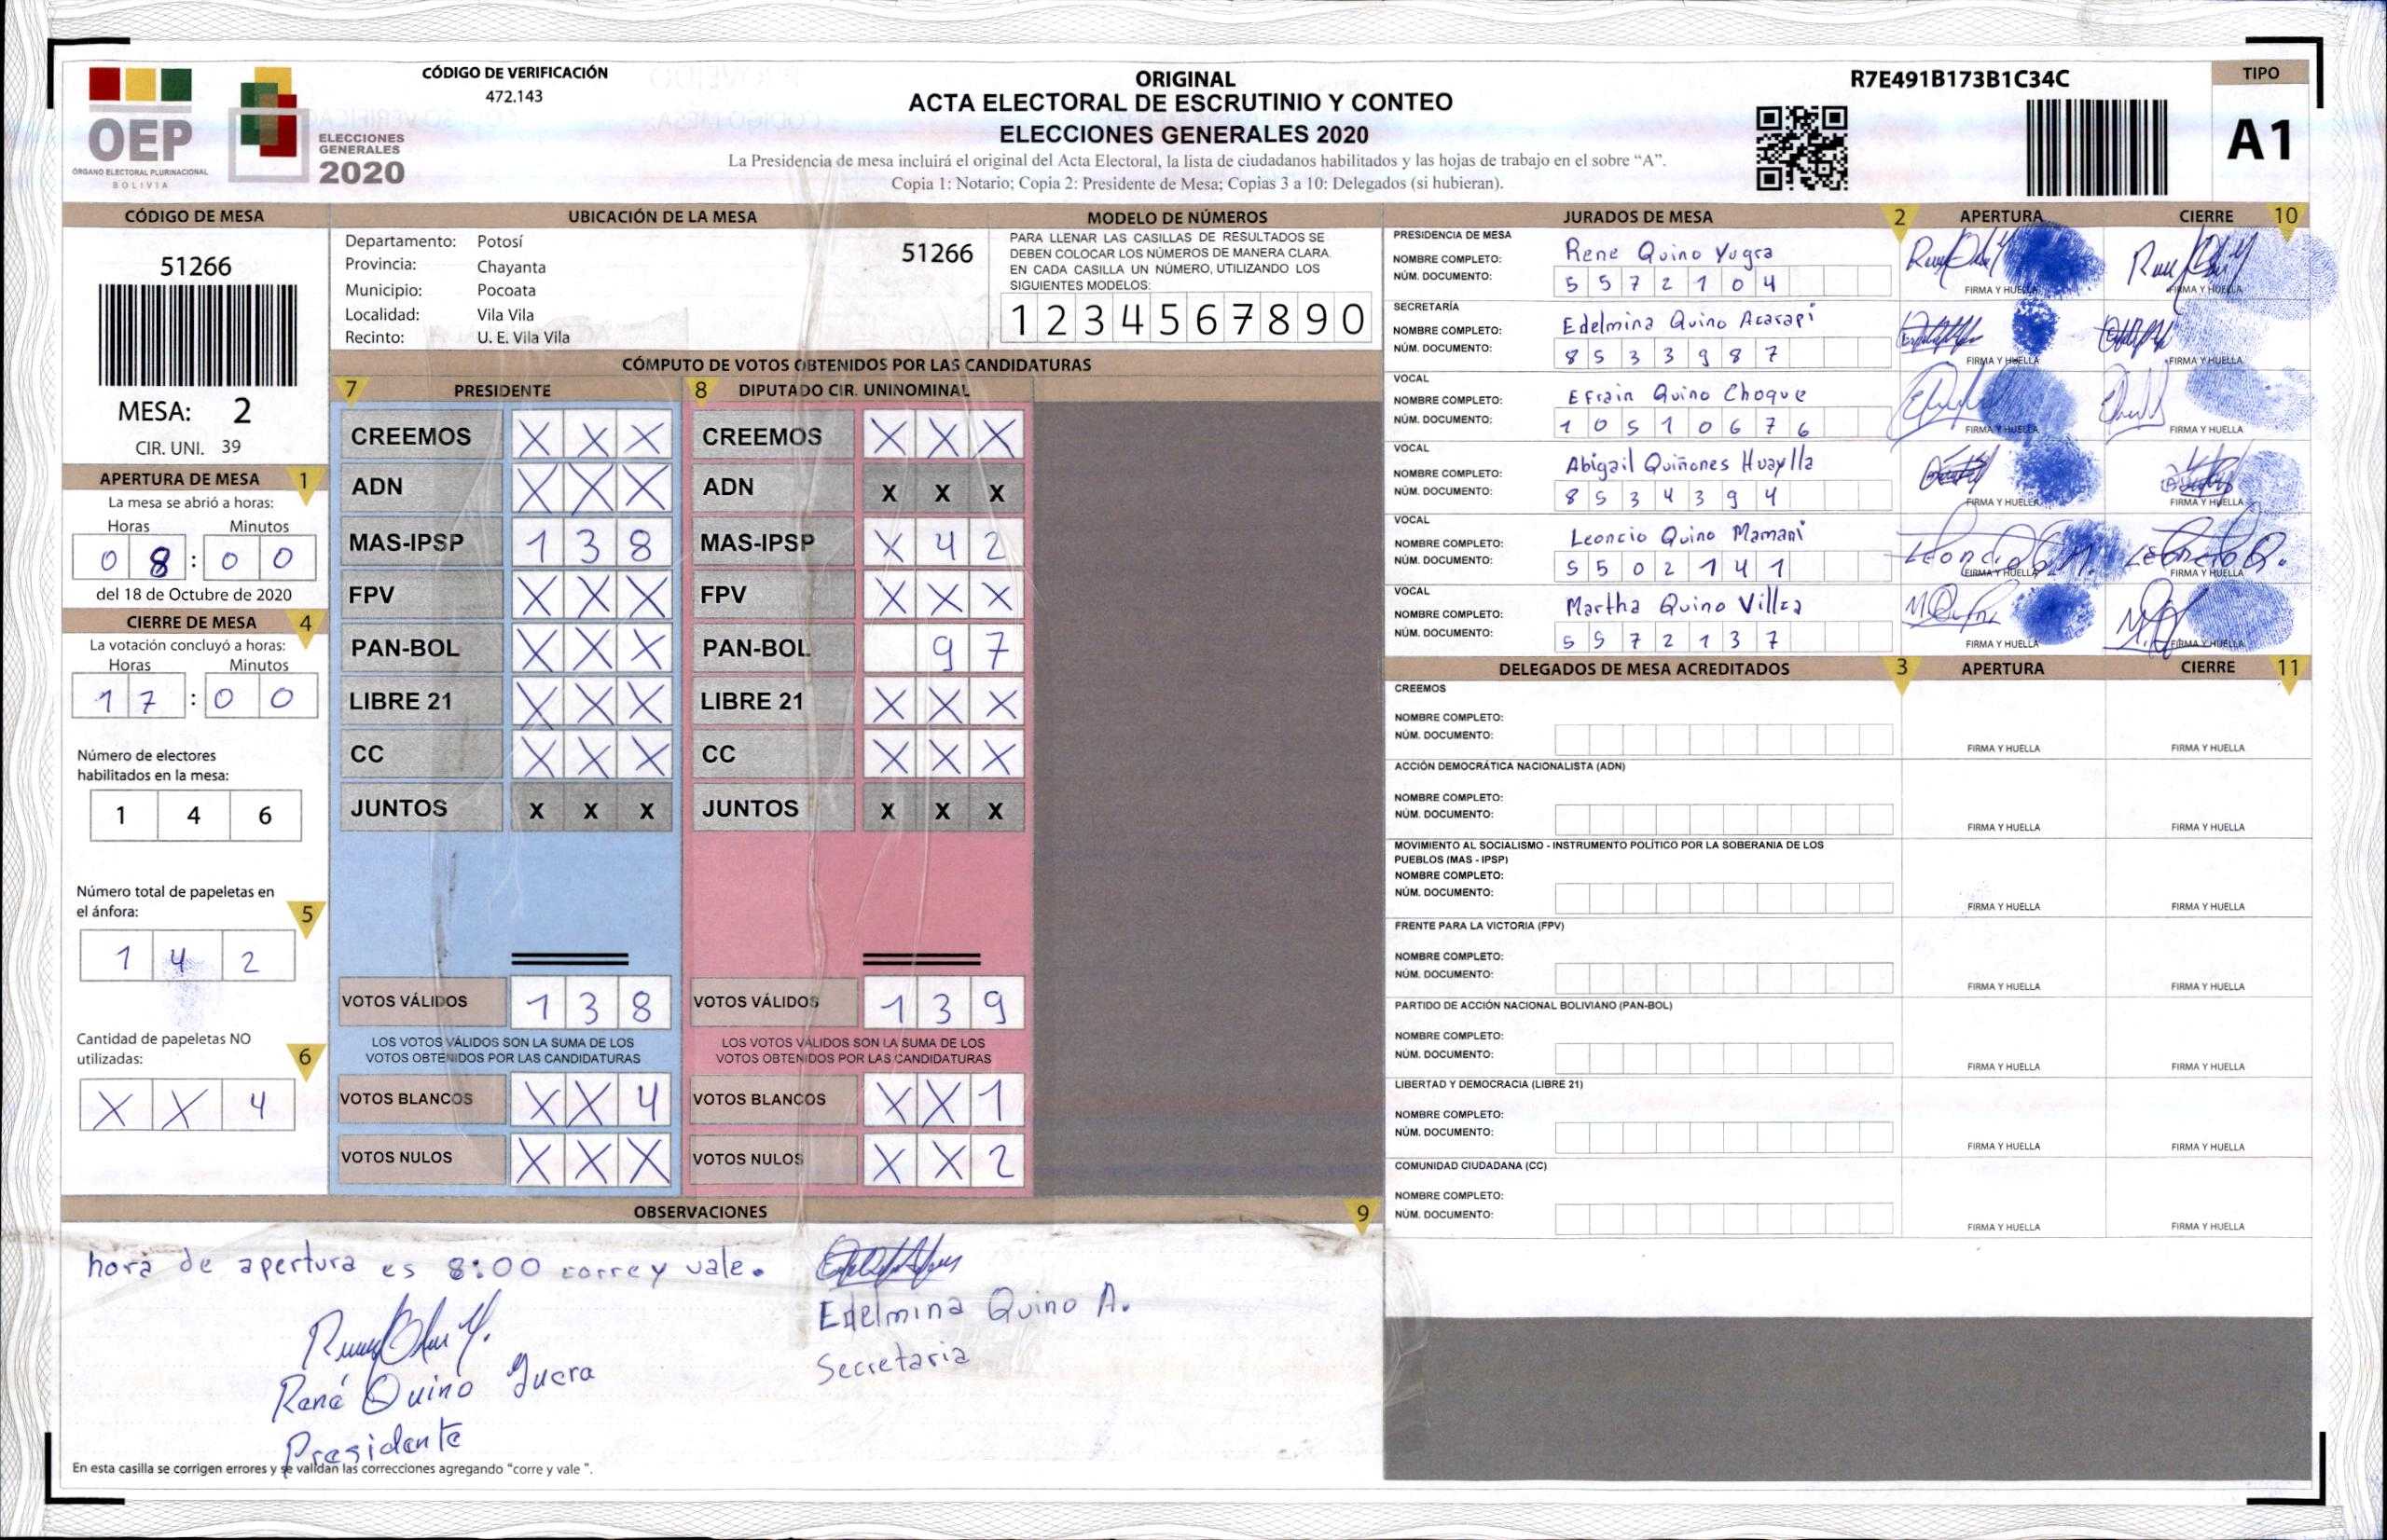 CÓDIGO DE VERIFICACIÓN
472.143
OEP
ÓRGANO ELECTORAL PLURINACIONAL
BOLIVIA
ELECCIONES
GENERALES
2020
ORIGINAL
ACTA ELECTORAL DE ESCRUTINIO Y CONTEO
ELECCIONES GENERALES 2020
La Presidencia de mesa incluirá el original del Acta Electoral, la lista de ciudadanos habilitados y las hojas de trabajo en el sobre “A”.
Copia 1: Notario; Copia 2: Presidente de Mesa; Copias 3 a 10: Delegados (si hubieran).
R7E491B173B1C34C
TIPO
A1
CÓDIGO DE MESA
51266
MESA: 2
CIR. UNI. 39
APERTURA DE MESA 1
La mesa se abrió a horas:
Horas Minutos
0 8 : 0 0
del 18 de Octubre de 2020
CIERRE DE MESA 4
La votación concluyó a horas:
Horas Minutos
1 7 : 0 0
Número de electores
habilitados en la mesa:
1 4 6
Número total de papeletas en
el ánfora: 5
1 4 2
Cantidad de papeletas NO
utilizadas: 6
X X 4
UBICACIÓN DE LA MESA
Departamento: Potosí
51266
Provincia: Chayanta
Municipio: Pocoata
Localidad: Vila Vila
Recinto: U. E. Vila Vila
MODELO DE NÚMEROS
PARA LLENAR LAS CASILLAS DE RESULTADOS SE
DEBEN COLOCAR LOS NÚMEROS DE MANERA CLARA.
EN CADA CASILLA UN NÚMERO, UTILIZANDO LOS
SIGUIENTES MODELOS:
1 2 3 4 5 6 7 8 9 0
CÓMPUTO DE VOTOS OBTENIDOS POR LAS CANDIDATURAS
7 PRESIDENTE
CREEMOS X X X
ADN X X X
MAS-IPSP 1 3 8
FPV X X X
PAN-BOL X X X
LIBRE 21 X X X
CC X X X
JUNTOS X X X
VOTOS VÁLIDOS 1 3 8
LOS VOTOS VÁLIDOS SON LA SUMA DE LOS
VOTOS OBTENIDOS POR LAS CANDIDATURAS
VOTOS BLANCOS X X 4
VOTOS NULOS X X X
8 DIPUTADO CIR. UNINOMINAL
CREEMOS X X X
ADN X X X
MAS-IPSP X 4 2
FPV X X X
PAN-BOL 9 7
LIBRE 21 X X X
CC X X X
JUNTOS X X X
VOTOS VÁLIDOS 1 3 9
LOS VOTOS VÁLIDOS SON LA SUMA DE LOS
VOTOS OBTENIDOS POR LAS CANDIDATURAS
VOTOS BLANCOS X X 1
VOTOS NULOS X X 2
JURADOS DE MESA 2 APERTURA CIERRE 10
PRESIDENCIA DE MESA
NOMBRE COMPLETO: Rene Quino Yugra
NÚM. DOCUMENTO: 5 5 7 2 1 0 4
FIRMA Y HUELLA FIRMA Y HUELLA
SECRETARÍA
NOMBRE COMPLETO: Edelmina Quino Acarapi
NÚM. DOCUMENTO: 8 5 3 3 9 8 7
FIRMA Y HUELLA FIRMA Y HUELLA
VOCAL
NOMBRE COMPLETO: Efrain Quino Choque
NÚM. DOCUMENTO: 1 0 5 1 0 6 7 6
FIRMA Y HUELLA FIRMA Y HUELLA
VOCAL
NOMBRE COMPLETO: Abigail Quiñones Huaylla
NÚM. DOCUMENTO: 8 5 3 4 3 9 4
FIRMA Y HUELLA FIRMA Y HUELLA
VOCAL
NOMBRE COMPLETO: Leoncio Quino Mamani
NÚM. DOCUMENTO: 5 5 0 2 1 4 1
FIRMA Y HUELLA FIRMA Y HUELLA
VOCAL
NOMBRE COMPLETO: Martha Quino Villca
NÚM. DOCUMENTO: 5 5 7 2 1 3 7
FIRMA Y HUELLA FIRMA Y HUELLA
DELEGADOS DE MESA ACREDITADOS 3 APERTURA CIERRE 11
CREEMOS
NOMBRE COMPLETO:
NÚM. DOCUMENTO:
FIRMA Y HUELLA FIRMA Y HUELLA
ACCIÓN DEMOCRÁTICA NACIONALISTA (ADN)
NOMBRE COMPLETO:
NÚM. DOCUMENTO:
FIRMA Y HUELLA FIRMA Y HUELLA
MOVIMIENTO AL SOCIALISMO - INSTRUMENTO POLÍTICO POR LA SOBERANIA DE LOS
PUEBLOS (MAS - IPSP)
NOMBRE COMPLETO:
NÚM. DOCUMENTO:
FIRMA Y HUELLA FIRMA Y HUELLA
FRENTE PARA LA VICTORIA (FPV)
NOMBRE COMPLETO:
NÚM. DOCUMENTO:
FIRMA Y HUELLA FIRMA Y HUELLA
PARTIDO DE ACCIÓN NACIONAL BOLIVIANO (PAN-BOL)
NOMBRE COMPLETO:
NÚM. DOCUMENTO:
FIRMA Y HUELLA FIRMA Y HUELLA
LIBERTAD Y DEMOCRACIA (LIBRE 21)
NOMBRE COMPLETO:
NÚM. DOCUMENTO:
FIRMA Y HUELLA FIRMA Y HUELLA
COMUNIDAD CIUDADANA (CC)
NOMBRE COMPLETO:
NÚM. DOCUMENTO:
FIRMA Y HUELLA FIRMA Y HUELLA
OBSERVACIONES 9
hora de apertura es 8:00 corre y vale.
Edelmina Quino A.
Secretaria
René Quino
Presidente
En esta casilla se corrigen errores y se validan las correcciones agregando “corre y vale ”.